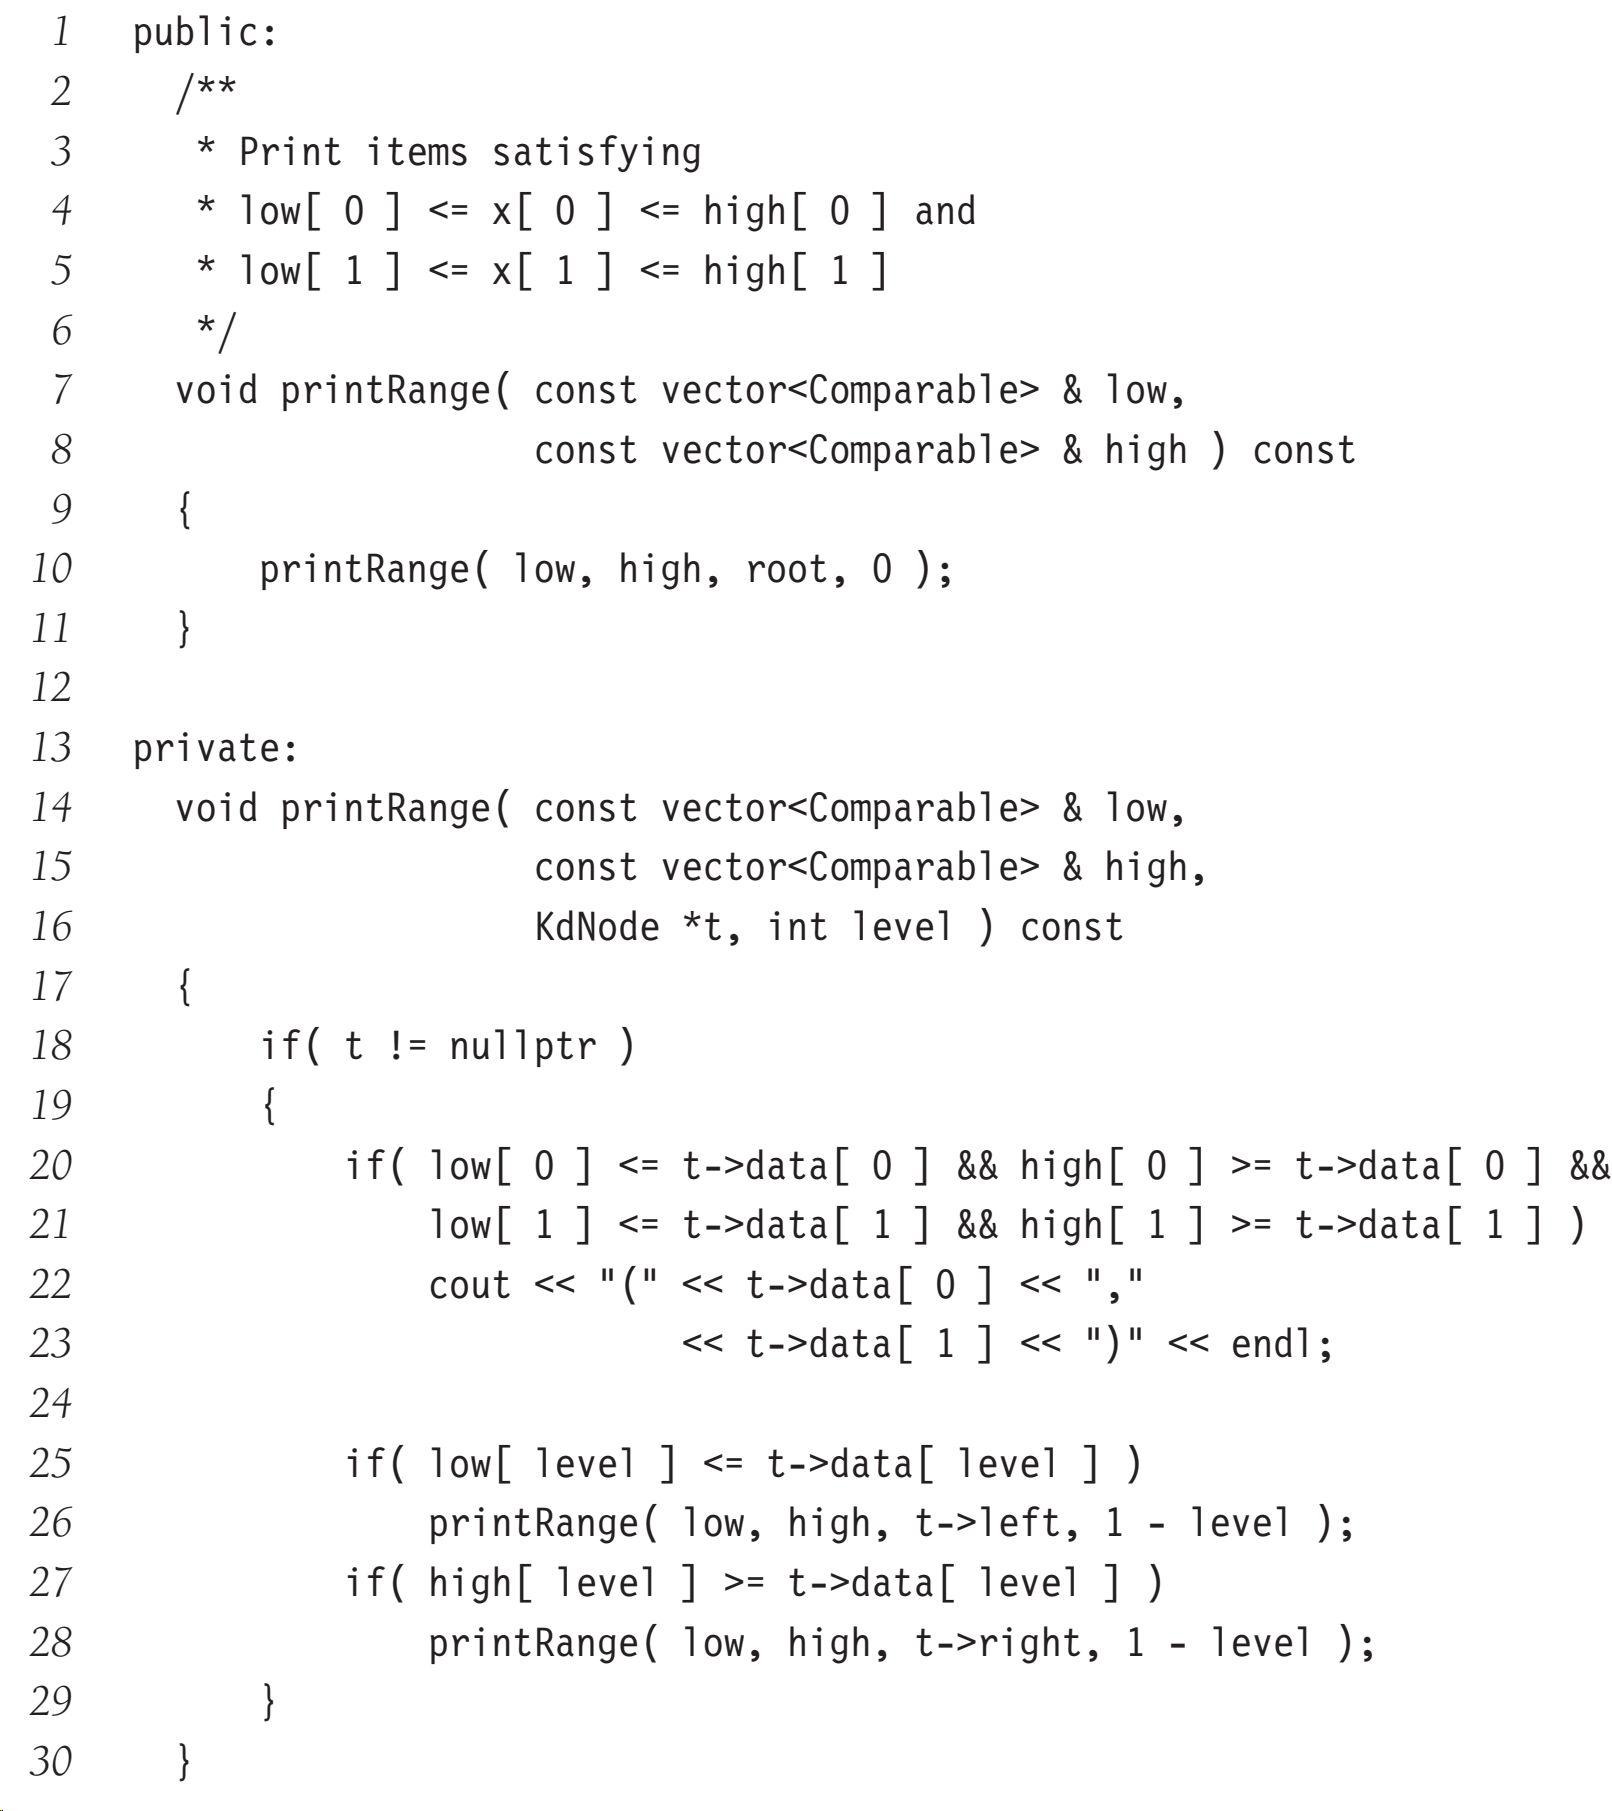 1 public:
2 /**
3 * Print items satisfying
4 * low[ 0 ] <= x[ 0 ] <= high[ 0 ] and
5 * low[ 1 ] <= x[ 1 ] <= high[ 1 ]
6 */
7 void printRange( const vector<Comparable> & low,
8 const vector<Comparable> & high ) const
9 {
10 printRange( low, high, root, 0 );
11 }
12
13 private:
14 void printRange( const vector<Comparable> & low,
15 const vector<Comparable> & high,
16 KdNode *t, int level ) const
17 {
18 if( t != nullptr )
19 {
20 if( low[ 0 ] <= t->data[ 0 ] && high[ 0 ] >= t->data[ 0 ] &&
21 low[ 1 ] <= t->data[ 1 ] && high[ 1 ] >= t->data[ 1 ] )
22 cout << "(" << t->data[ 0 ] << ","
23 << t->data[ 1 ] << ")" << endl;
24
25 if( low[ level ] <= t->data[ level ] )
26 printRange( low, high, t->left, 1 - level );
27 if( high[ level ] >= t->data[ level ] )
28 printRange( low, high, t->right, 1 - level );
29 }
30 }